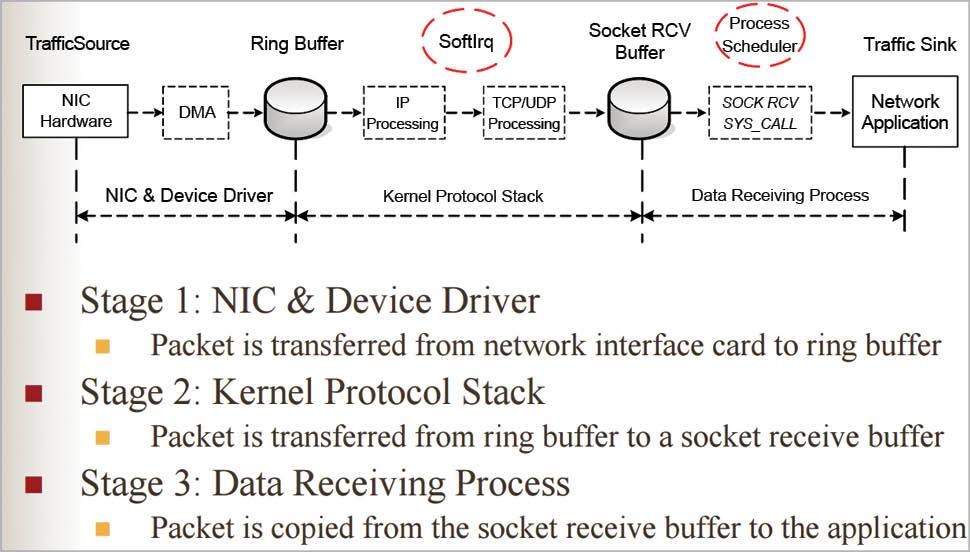 TrafficSource
Ring Buffer
SoftIrq
Socket RCV
Buffer
Process
Scheduler
Traffic Sink
NIC
Hardware
DMA
IP
Processing
TCP/UDP
Processing
SOCK RCV
SYS_CALL
Network
Application
NIC & Device Driver
Kernel Protocol Stack
Data Receiving Process
Stage 1: NIC & Device Driver
Packet is transferred from network interface card to ring buffer
Stage 2: Kernel Protocol Stack
Packet is transferred from ring buffer to a socket receive buffer
Stage 3: Data Receiving Process
Packet is copied from the socket receive buffer to the application